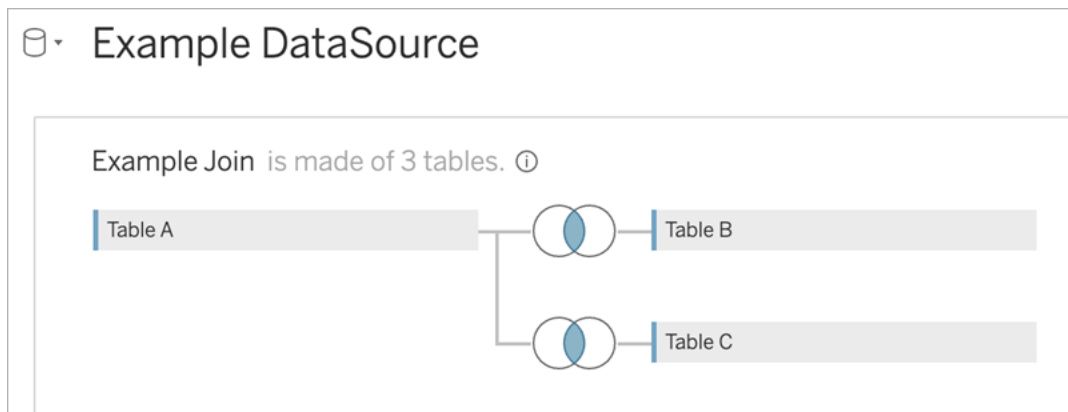 Example DataSource
Example Join is made of 3 tables.
Table A
Table B
Table C